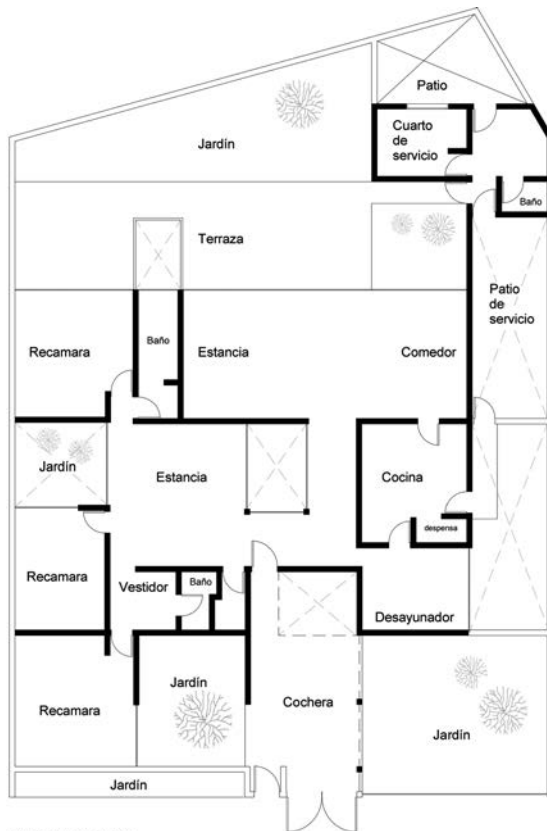 Patio
Cuarto
de
servicio
Jardín
Baño
Terraza
Patio
de
servicio
Recamara
Baño
Estancia
Comedor
Jardín
Estancia
Cocina
despensa
Recamara
Vestidor
Baño
Desayunador
Recamara
Jardín
Cochera
Jardín
Jardín